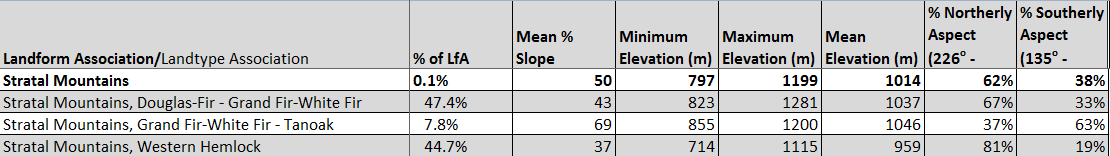 Landform Association/Landtype Association | % of LfA | Mean % Slope | Minimum Elevation (m) | Maximum Elevation (m) | Mean Elevation (m) | % Northerly Aspect (226° - | % Southerly Aspect (135° -
Stratal Mountains | 0.1% | 50 | 797 | 1199 | 1014 | 62% | 38%
Stratal Mountains, Douglas-Fir - Grand Fir-White Fir | 47.4% | 43 | 823 | 1281 | 1037 | 67% | 33%
Stratal Mountains, Grand Fir-White Fir - Tanoak | 7.8% | 69 | 855 | 1200 | 1046 | 37% | 63%
Stratal Mountains, Western Hemlock | 44.7% | 37 | 714 | 1115 | 959 | 81% | 19%